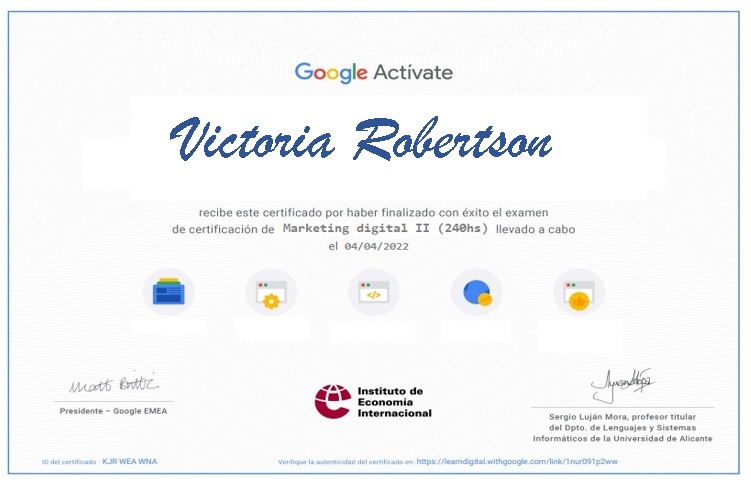 Google Actívate
Victoria Robertson
recibe este certificado por haber finalizado con éxito el examen
de certificación de Marketing digital II (240hs) llevado a cabo
el 04/04/2022
</>
Matt Brittin
Presidente – Google EMEA
Instituto de
Economía
Internacional
Sergio Luján Mora, profesor titular
del Dpto. de Lenguajes y Sistemas
Informáticos de la Universidad de Alicante
ID del certificado : KJR WEA WNA
Verifique la autenticidad del certificado en: https://learndigital.withgoogle.com/link/1nur091p2ww